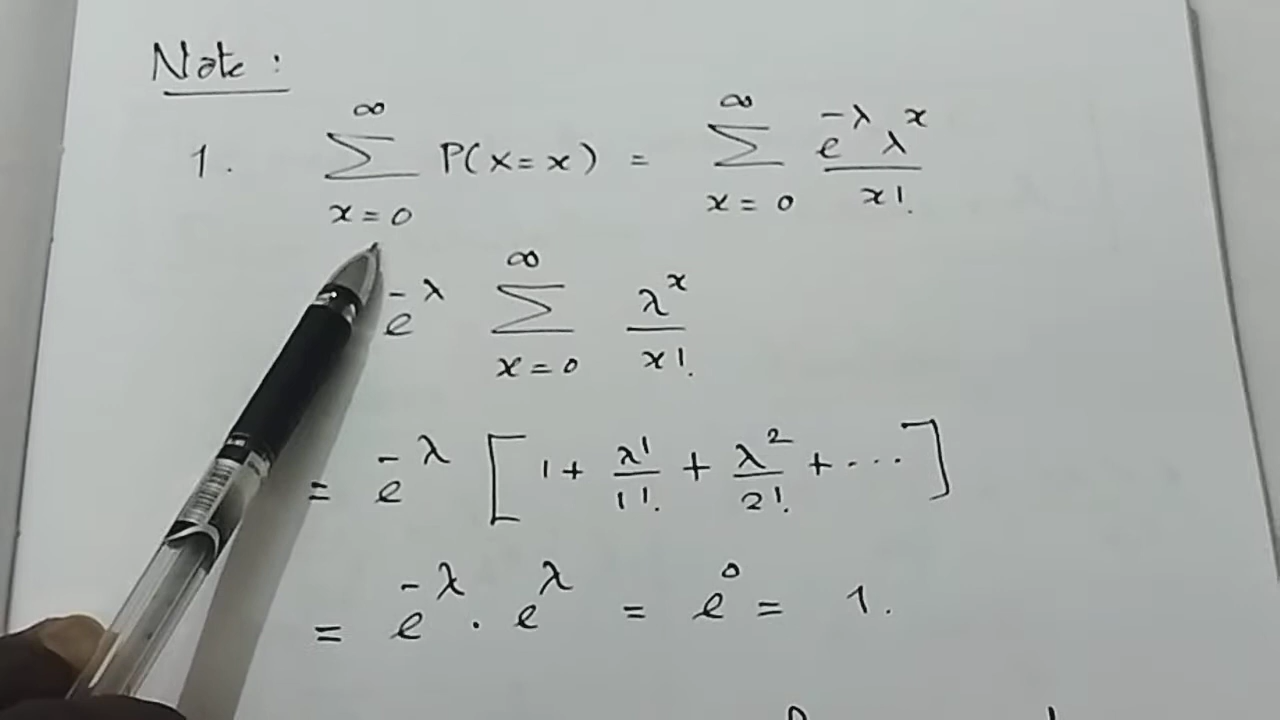 Note :
1. ∞∑x=0 P(X=x) = ∞∑x=0 e^-λ λ^x / x!
e^-λ ∞∑x=0 λ^x / x!
= e^-λ [ 1 + λ^1/1! + λ^2/2! + ... ]
= e^-λ . e^λ = e^0 = 1.